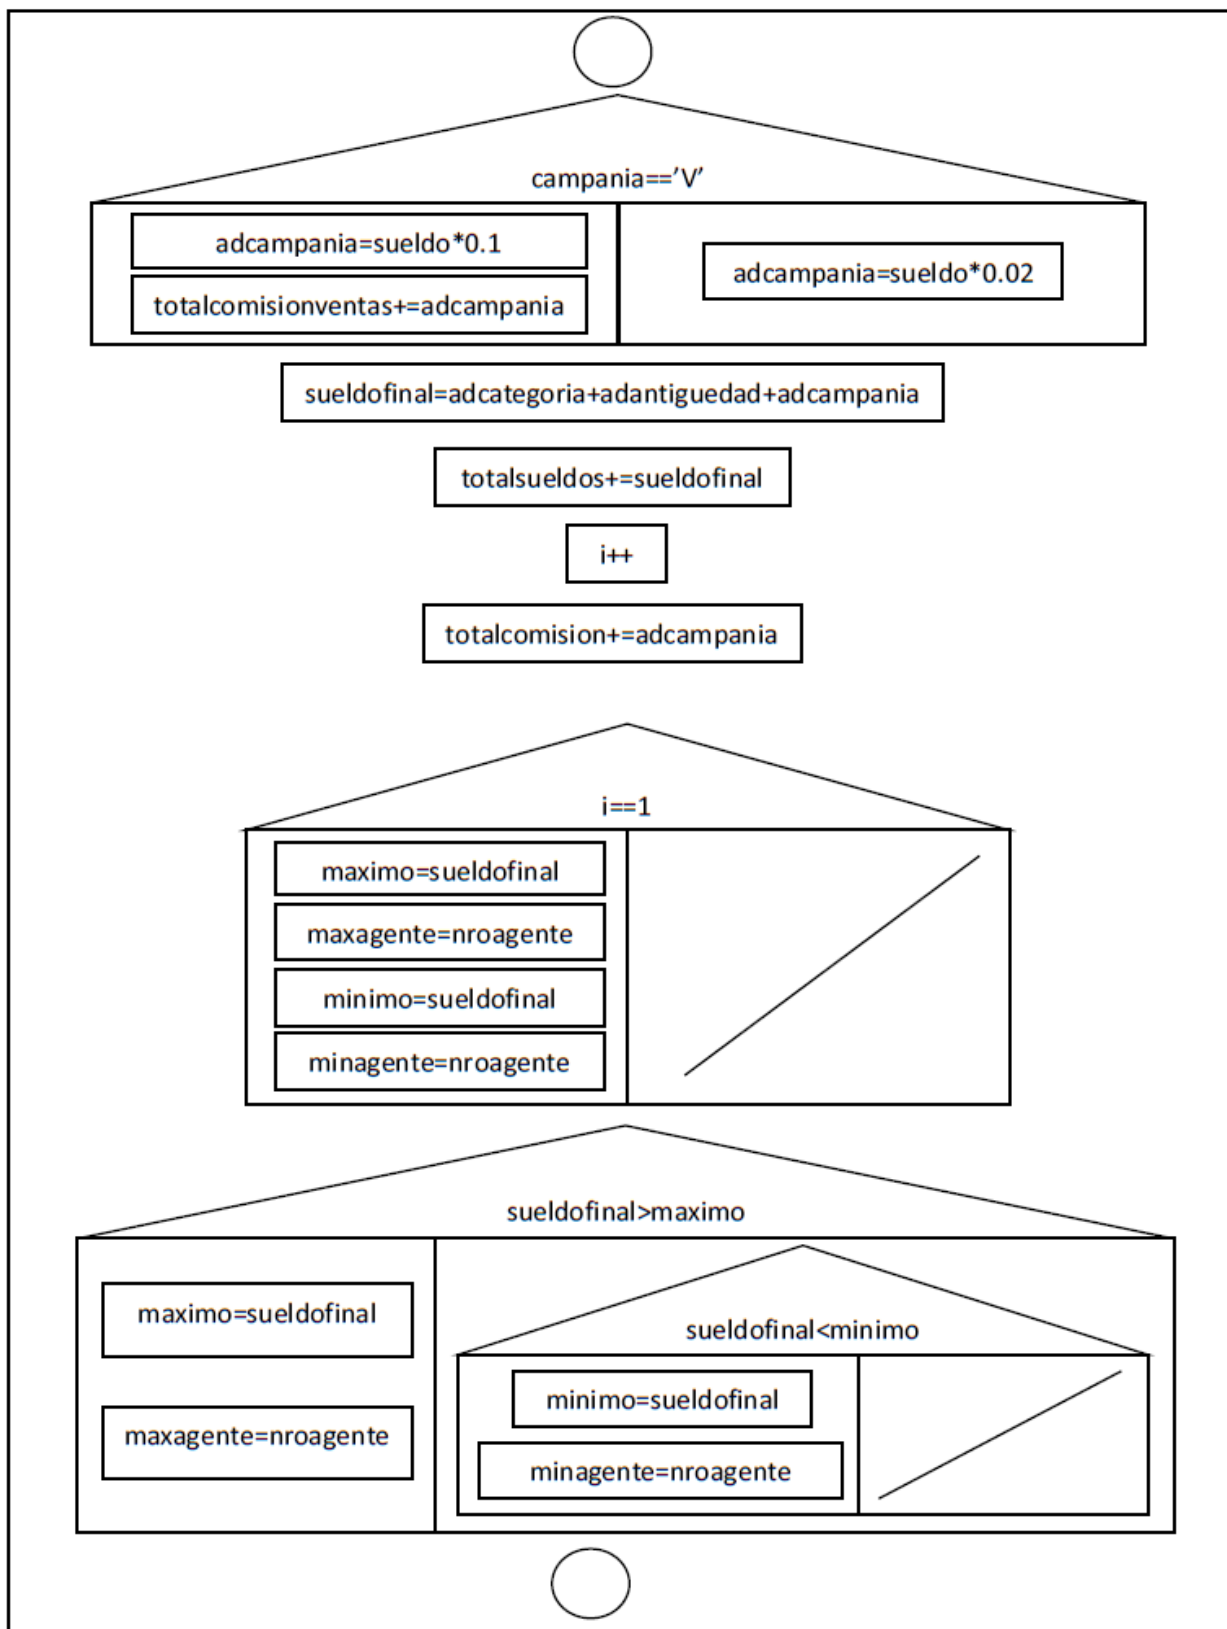 campania=='V'
adcampania=sueldo*0.1
totalcomisionventas+=adcampania
adcampania=sueldo*0.02
sueldofinal=adcategoria+adantiguedad+adcampania
totalsueldos+=sueldofinal
i++
totalcomision+=adcampania
i==1
maximo=sueldofinal
maxagente=nroagente
minimo=sueldofinal
minagente=nroagente
sueldofinal>maximo
maximo=sueldofinal
maxagente=nroagente
sueldofinal<minimo
minimo=sueldofinal
minagente=nroagente